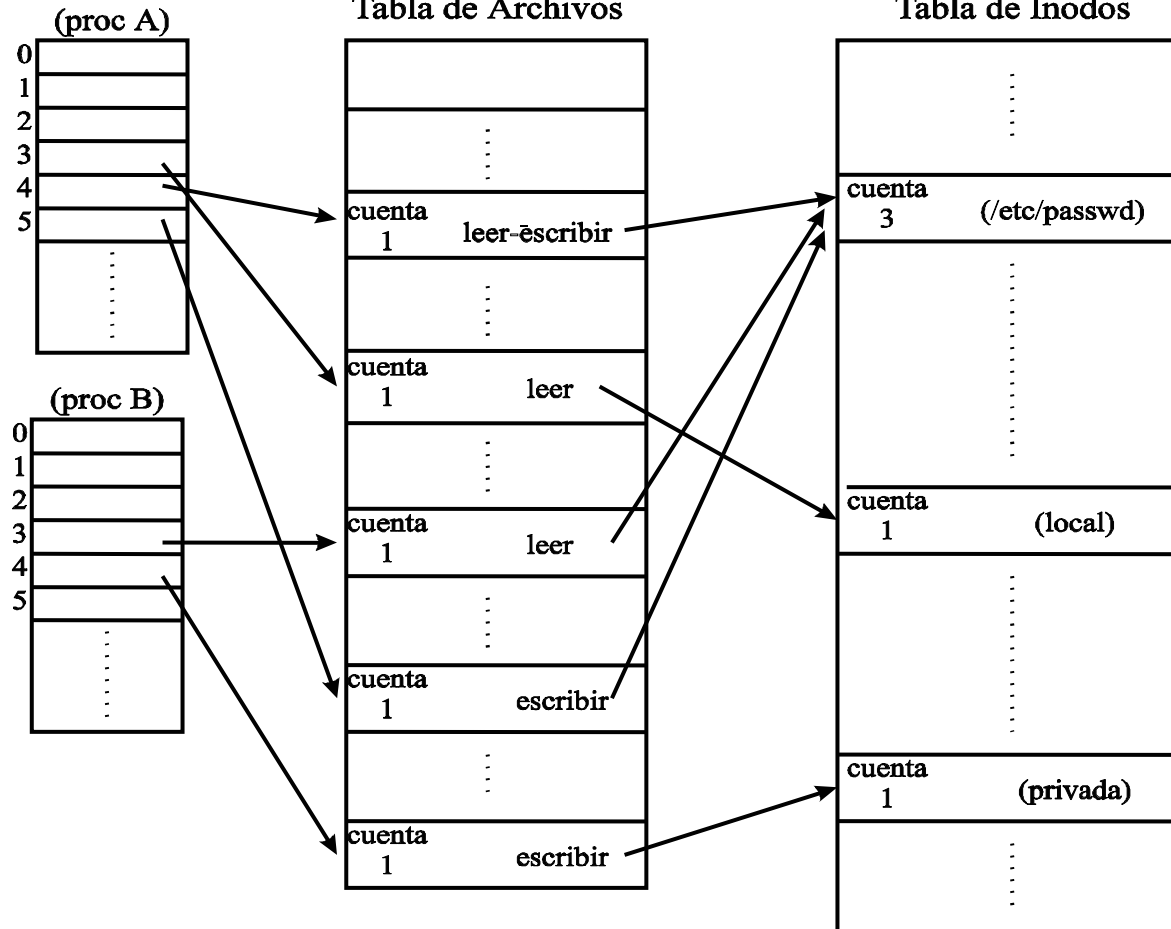 (proc A)
0
1
2
3
4
5
(proc B)
0
1
2
3
4
5
Tabla de Archivos
cuenta
1 leer-escribir
cuenta
1 leer
cuenta
1 leer
cuenta
1 escribir
cuenta
1 escribir
Tabla de Inodos
cuenta
3 (/etc/passwd)
cuenta
1 (local)
cuenta
1 (privada)